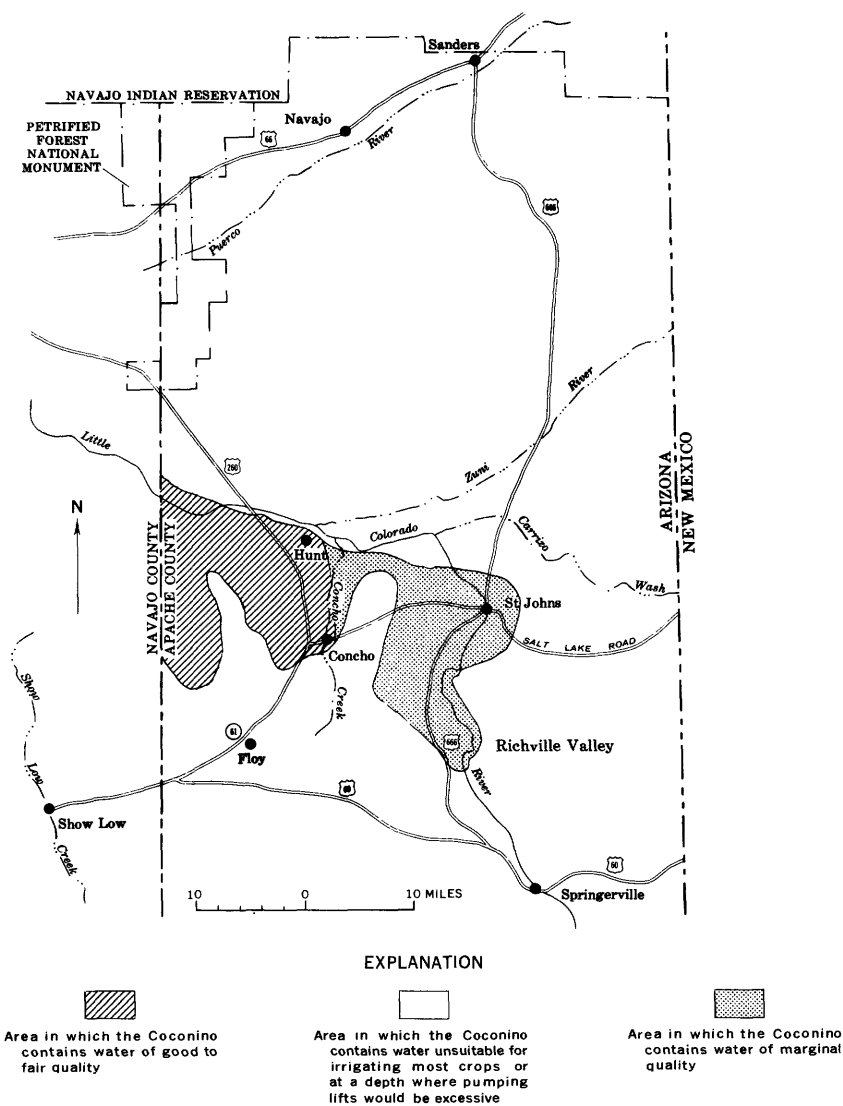 Sanders
NAVAJO INDIAN RESERVATION
PETRIFIED
FOREST
NATIONAL
MONUMENT
Navajo
66
River
666
Puerco
River
Little
260
Zuni
ARIZONA
NEW MEXICO
N
Colorado
Carrizo
Wash
NAVAJO COUNTY
APACHE COUNTY
Hunt
Concho
St Johns
SALT LAKE ROAD
Concho
Creek
Show
Low
Creek
61
Floy
666
Richville Valley
River
60
Show Low
60
Springerville
10 0 10 MILES
EXPLANATION
Area in which the Coconino
contains water of good to
fair quality
Area in which the Coconino
contains water unsuitable for
irrigating most crops or
at a depth where pumping
lifts would be excessive
Area in which the Coconino
contains water of marginal
quality